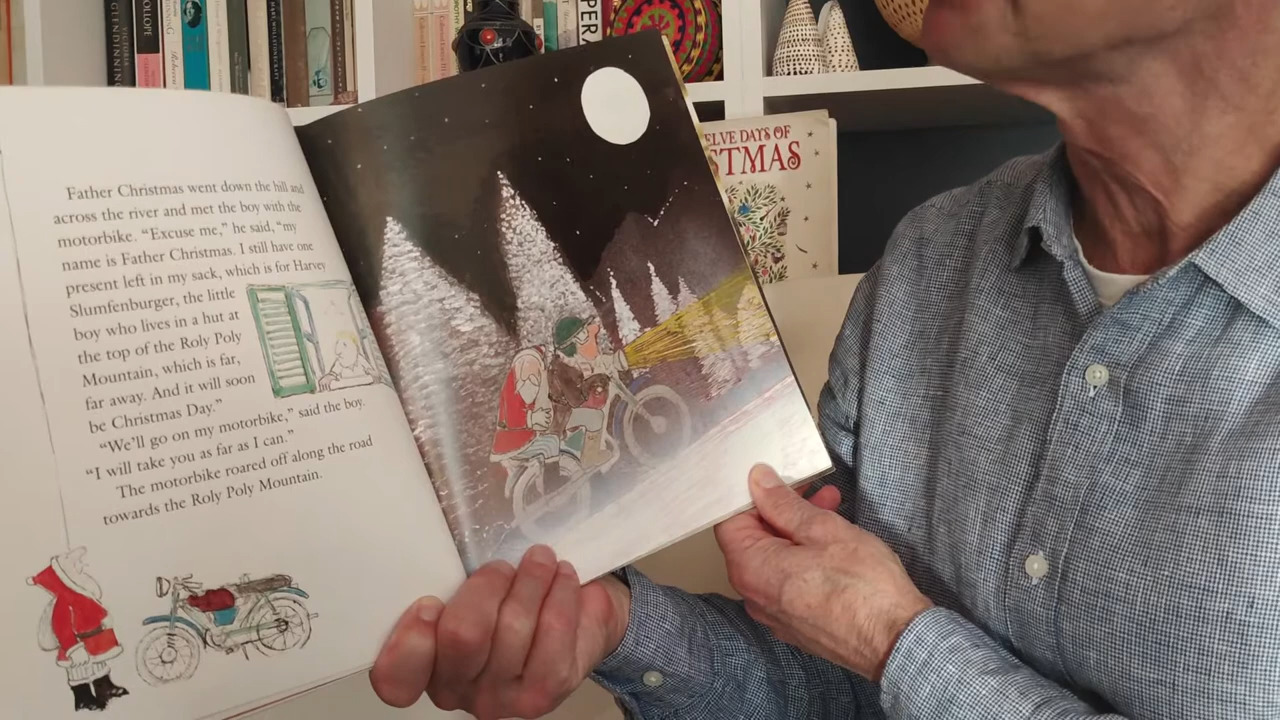 Father Christmas went down the hill and
across the river and met the boy with the
motorbike. “Excuse me,” he said, “my
name is Father Christmas. I still have one
present left in my sack, which is for Harvey
Slumfenburger, the little
boy who lives in a hut at
the top of the Roly Poly
Mountain, which is far,
far away. And it will soon
be Christmas Day.”
“We’ll go on my motorbike,” said the boy.
“I will take you as far as I can.”
The motorbike roared off along the road
towards the Roly Poly Mountain.
ELVE DAYS OF
STMAS
GLENDINNING
VICTORIA